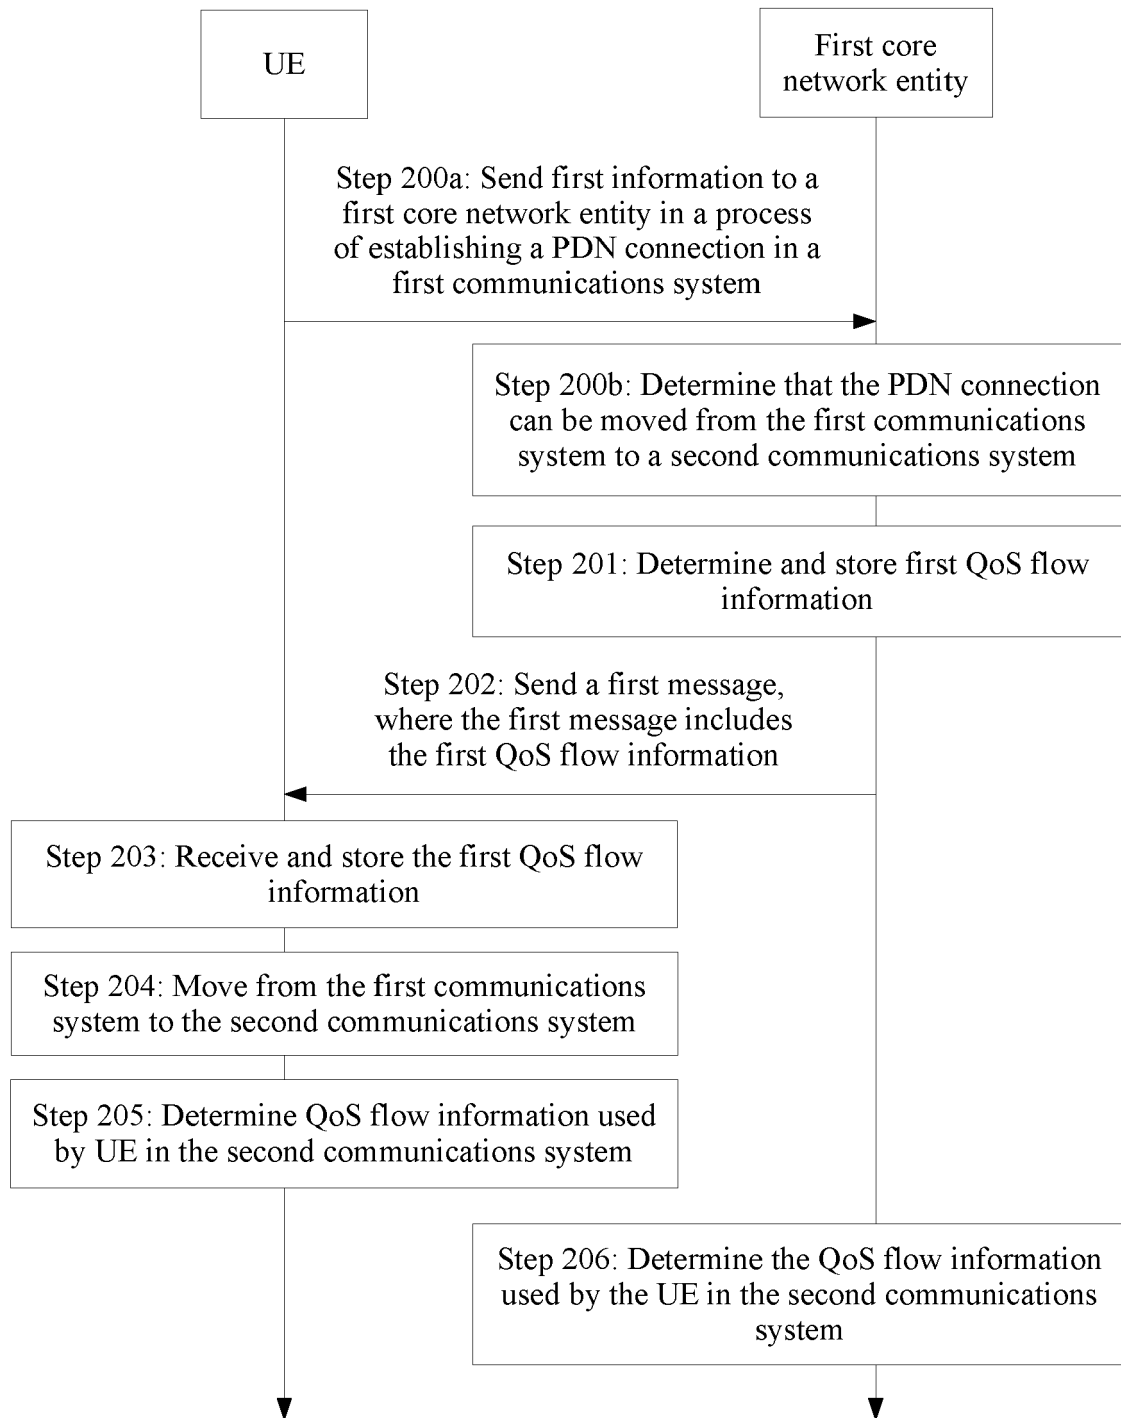 UE
First core
network entity
Step 200a: Send first information to a
first core network entity in a process
of establishing a PDN connection in a
first communications system
Step 200b: Determine that the PDN connection
can be moved from the first communications
system to a second communications system
Step 201: Determine and store first QoS flow
information
Step 202: Send a first message,
where the first message includes
the first QoS flow information
Step 203: Receive and store the first QoS flow
information
Step 204: Move from the first communications
system to the second communications system
Step 205: Determine QoS flow information used
by UE in the second communications system
Step 206: Determine the QoS flow information
used by the UE in the second communications
system